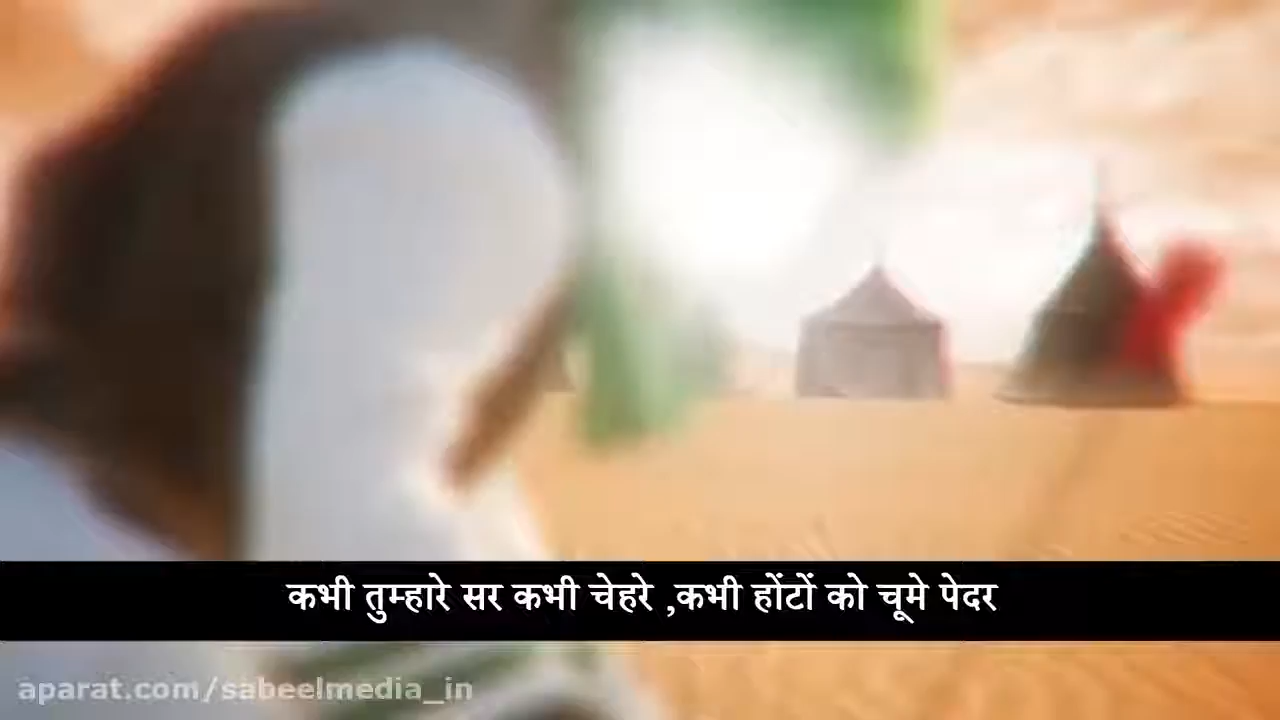 कभी तुम्हारे सर कभी चेहरे ,कभी होंटों को चूमे पेदर
aparat.com/sabeelmedia_in